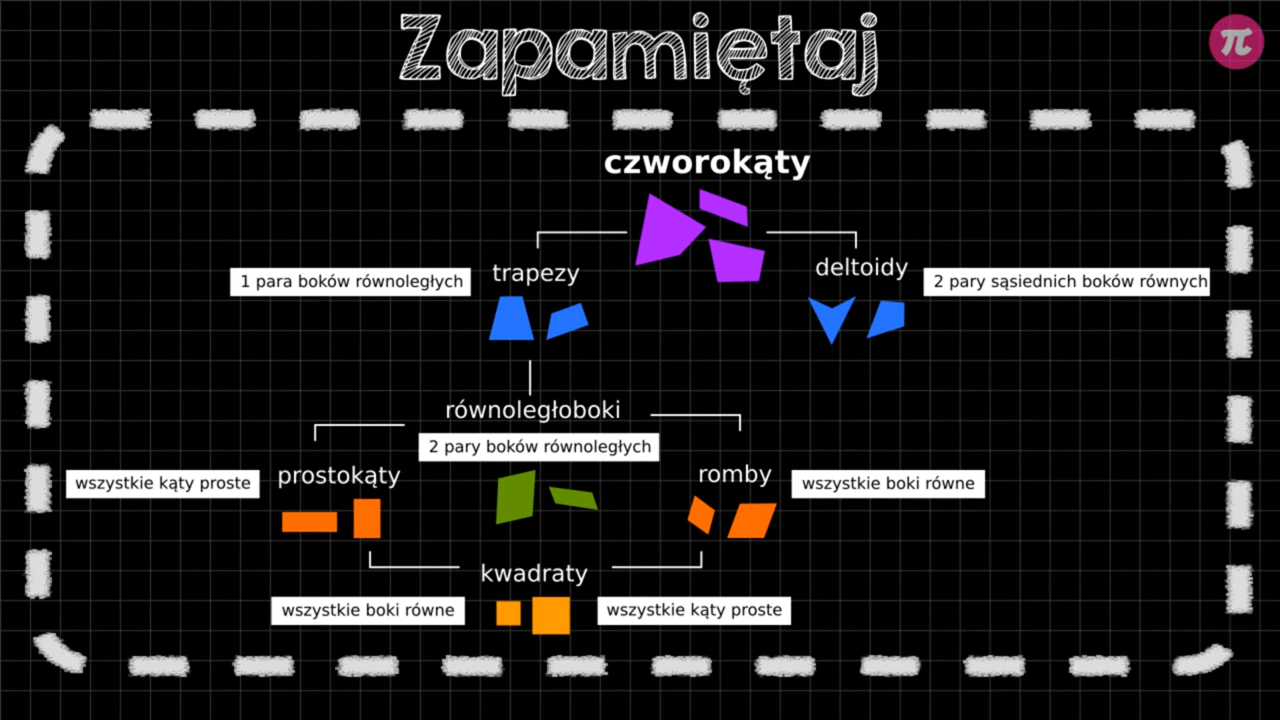 Zapamiętaj
π
czworokąty
1 para boków równoległych
trapezy
deltoidy
2 pary sąsiednich boków równych
równoległoboki
2 pary boków równoległych
wszystkie kąty proste
prostokąty
romby
wszystkie boki równe
kwadraty
wszystkie boki równe
wszystkie kąty proste